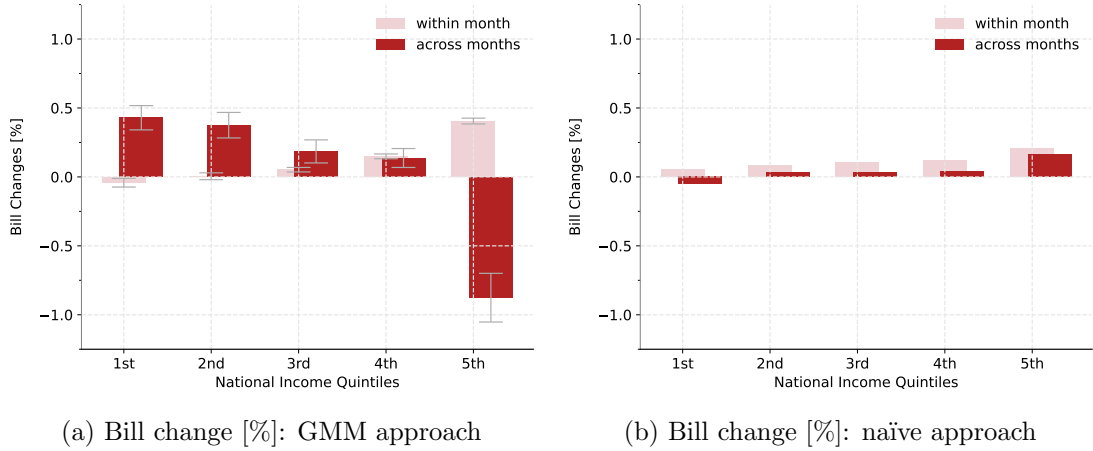 within month
across months
1.0
0.5
0.0
−0.5
−1.0
Bill Changes [%]
1st
2nd
3rd
4th
5th
National Income Quintiles
(a) Bill change [%]: GMM approach
within month
across months
1.0
0.5
0.0
−0.5
−1.0
Bill Changes [%]
1st
2nd
3rd
4th
5th
National Income Quintiles
(b) Bill change [%]: naïve approach